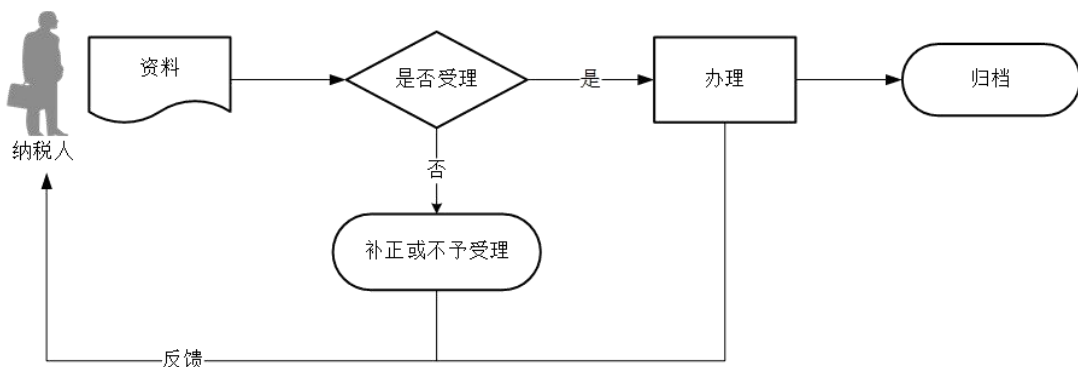 资料
是否受理
是
办理
归档
纳税人
否
补正或不予受理
反馈